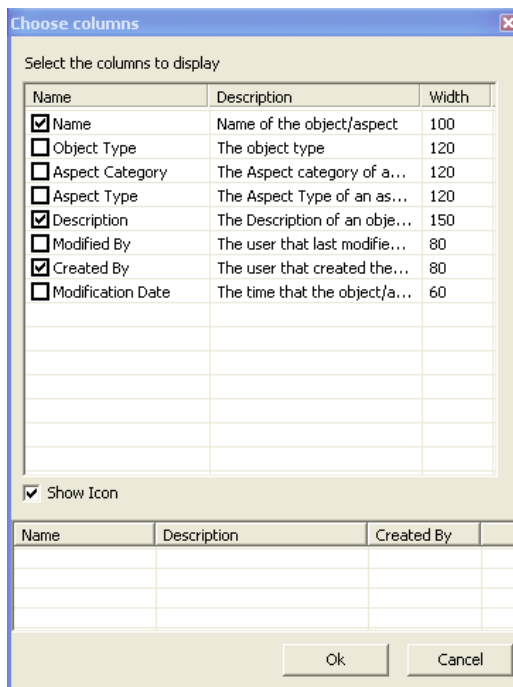 Choose columns
Select the columns to display
Name Description Width
Name Name of the object/aspect 100
Object Type The object type 120
Aspect Category The Aspect category of a... 120
Aspect Type The Aspect Type of an as... 120
Description The Description of an obje... 150
Modified By The user that last modifie... 80
Created By The user that created the... 80
Modification Date The time that the object/a... 60
Show Icon
Name Description Created By
Ok Cancel